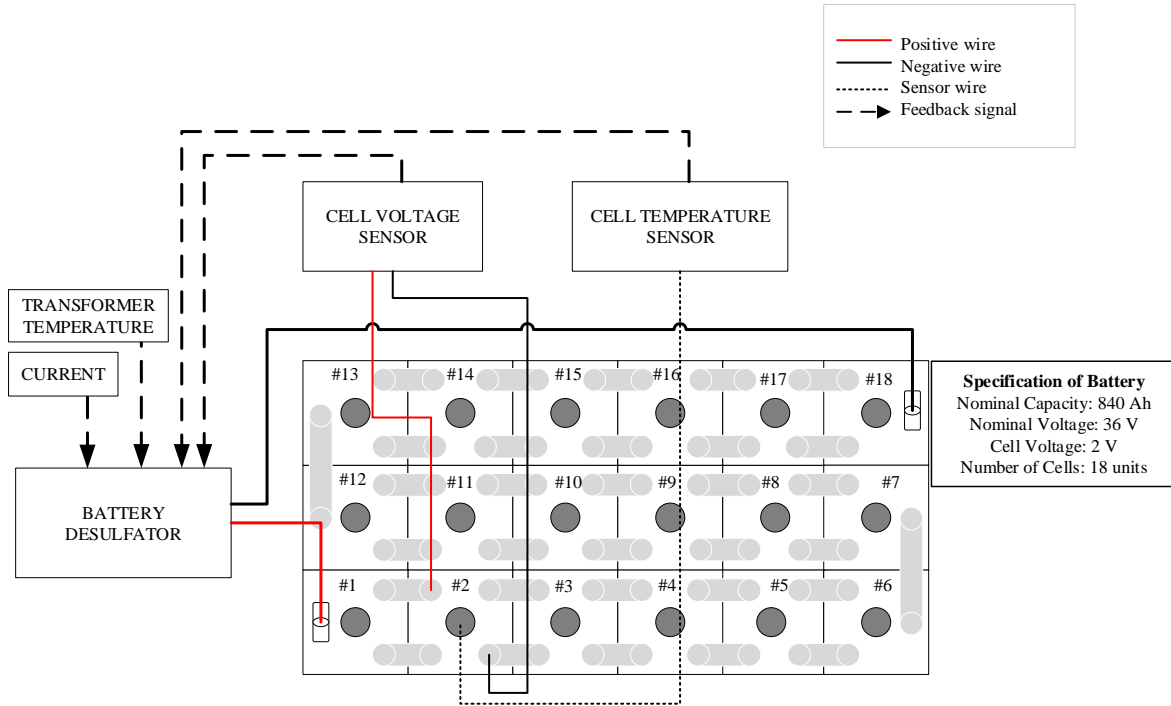 Positive wire
Negative wire
Sensor wire
Feedback signal
CELL VOLTAGE
SENSOR
CELL TEMPERATURE
SENSOR
TRANSFORMER
TEMPERATURE
CURRENT
BATTERY
DESULFATOR
#13
#14
#15
#16
#17
#18
#12
#11
#10
#9
#8
#7
#1
#2
#3
#4
#5
#6
Specification of Battery
Nominal Capacity: 840 Ah
Nominal Voltage: 36 V
Cell Voltage: 2 V
Number of Cells: 18 units